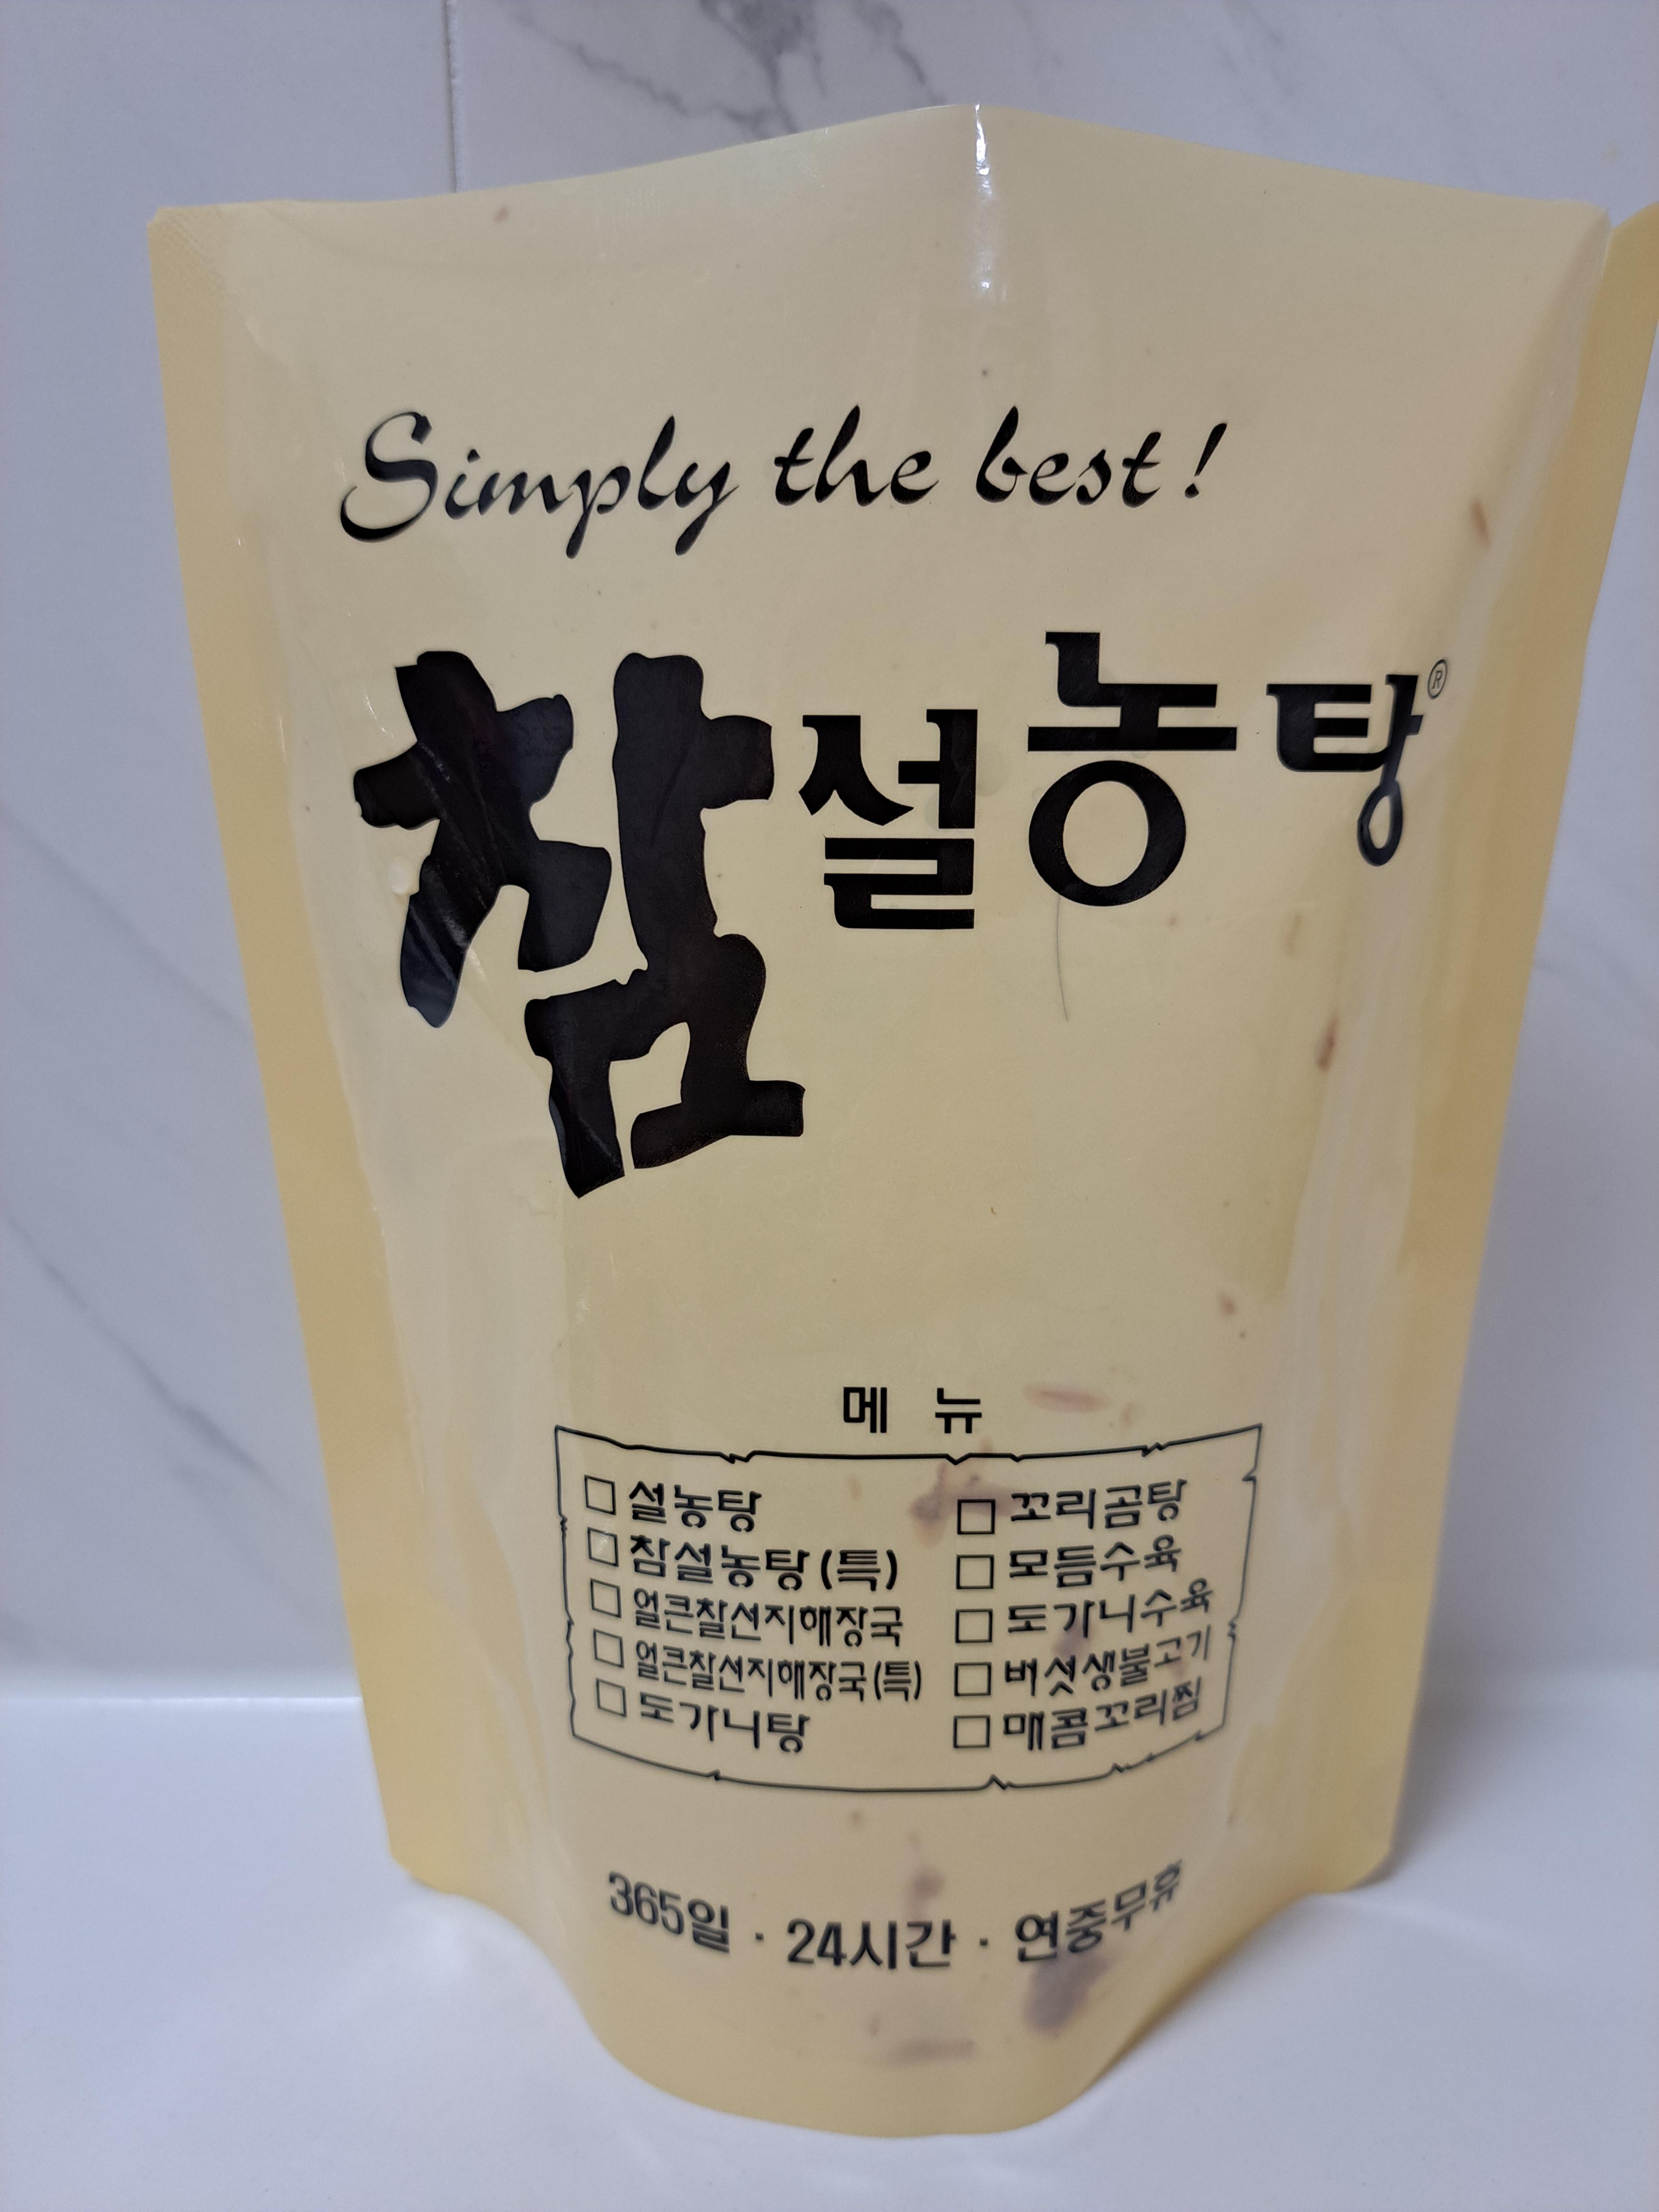 Simply the best!
참설농탕®
메 뉴
□ 설농탕
□ 참설농탕(특)
□ 얼큰찰선지해장국
□ 얼큰찰선지해장국(특)
□ 도가니탕
□ 꼬리곰탕
□ 모듬수육
□ 도가니수육
□ 버섯생불고기
□ 매콤꼬리찜
365일 · 24시간 · 연중무휴